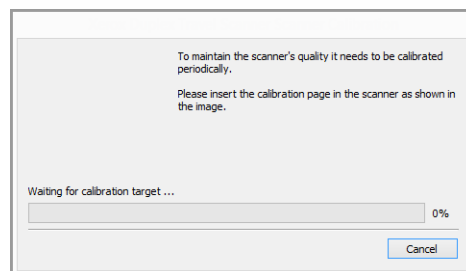 To maintain the scanner's quality it needs to be calibrated
periodically.
Please insert the calibration page in the scanner as shown in
the image.
Waiting for calibration target ...
0%
Cancel